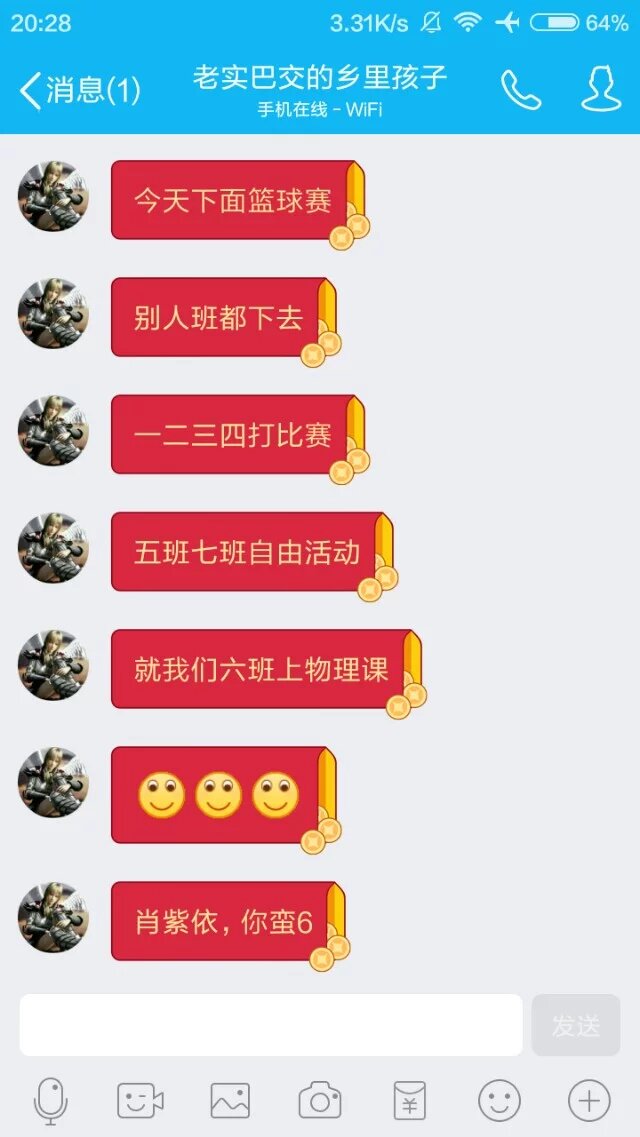 20:28
3.31K/s
64%
消息(1)
老实巴交的乡里孩子
手机在线 - WiFi
今天下面篮球赛
别人班都下去
一二三四打比赛
五班七班自由活动
就我们六班上物理课
肖紫依，你蛮6
发送